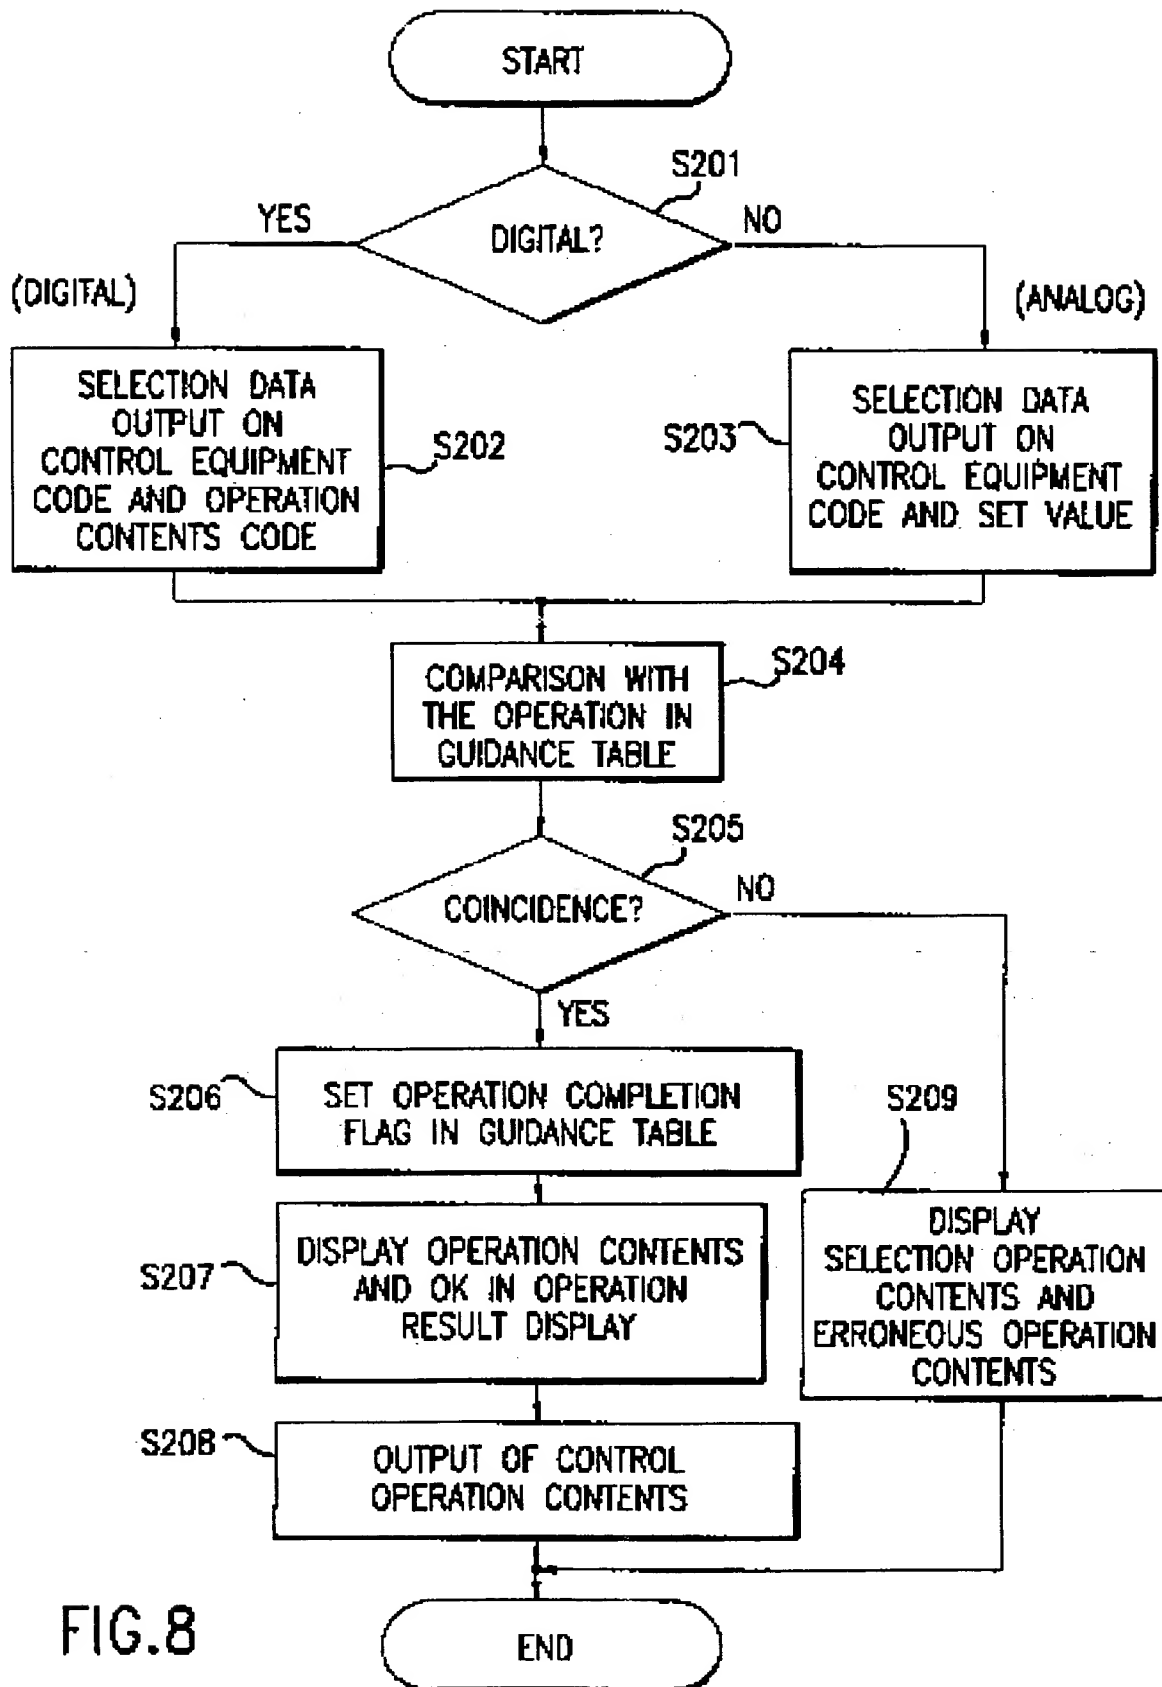 START
S201
YES
DIGITAL?
NO
(DIGITAL)
(ANALOG)
SELECTION DATA
OUTPUT ON
CONTROL EQUIPMENT
CODE AND OPERATION
CONTENTS CODE
S202
S203
SELECTION DATA
OUTPUT ON
CONTROL EQUIPMENT
CODE AND SET VALUE
COMPARISON WITH
THE OPERATION IN
GUIDANCE TABLE
S204
S205
COINCIDENCE?
NO
YES
S206
SET OPERATION COMPLETION
FLAG IN GUIDANCE TABLE
S209
S207
DISPLAY OPERATION CONTENTS
AND OK IN OPERATION
RESULT DISPLAY
DISPLAY
SELECTION OPERATION
CONTENTS AND
ERRONEOUS OPERATION
CONTENTS
S208
OUTPUT OF CONTROL
OPERATION CONTENTS
FIG.8
END